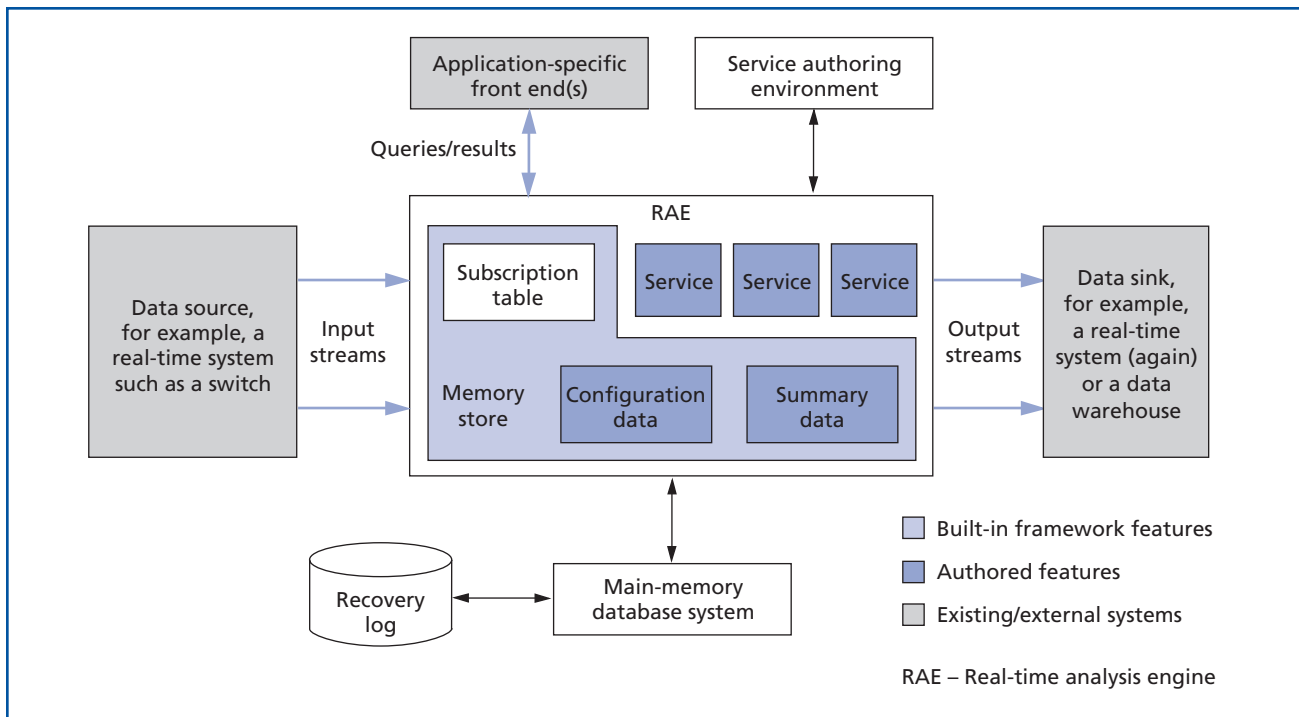 Application-specific
front end(s)
Service authoring
environment
Queries/results
RAE
Data source,
for example, a
real-time system
such as a switch
Input
streams
Subscription
table
Service
Service
Service
Memory
store
Configuration
data
Summary
data
Output
streams
Data sink,
for example,
a real-time
system (again)
or a data
warehouse
Recovery
log
Main-memory
database system
Built-in framework features
Authored features
Existing/external systems
RAE – Real-time analysis engine